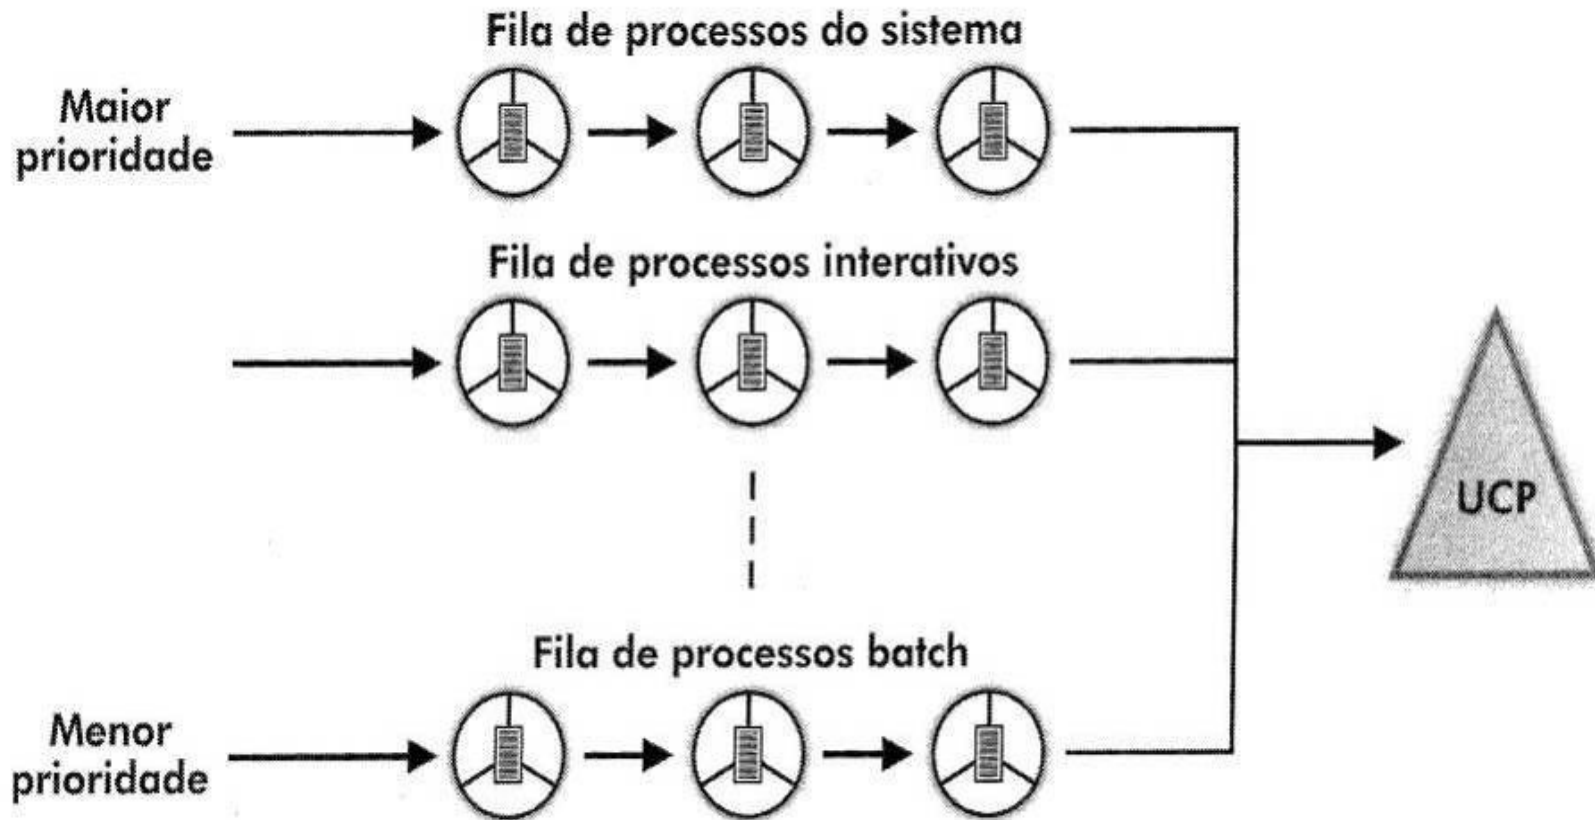 Fila de processos do sistema
Maior
prioridade
Fila de processos interativos
UCP
Fila de processos batch
Menor
prioridade